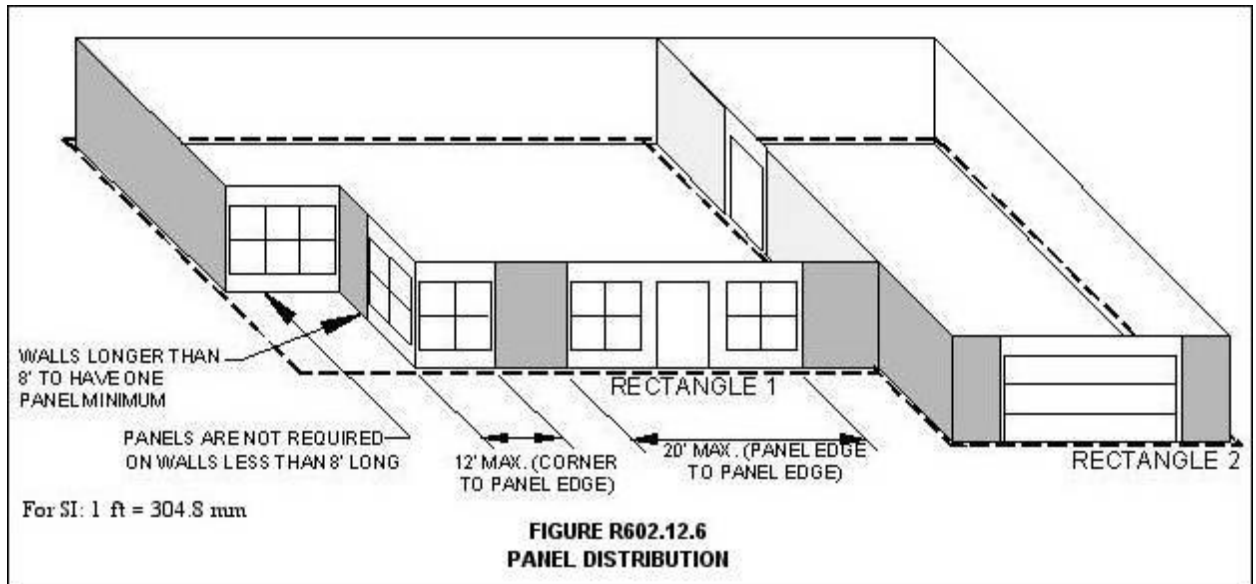 WALLS LONGER THAN
8' TO HAVE ONE
PANEL MINIMUM
PANELS ARE NOT REQUIRED
ON WALLS LESS THAN 8' LONG
12' MAX. (CORNER
TO PANEL EDGE)
RECTANGLE 1
20' MAX. (PANEL EDGE
TO PANEL EDGE)
RECTANGLE 2
For SI: 1 ft = 304.8 mm
FIGURE R602.12.6
PANEL DISTRIBUTION